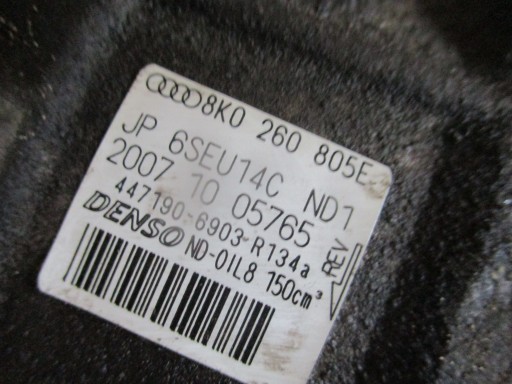 8K0 260 805E
JP 6SEU14C ND1
2007 10 05765
447190-6903-R134a
DENSO ND-OIL8 150cm³
REV